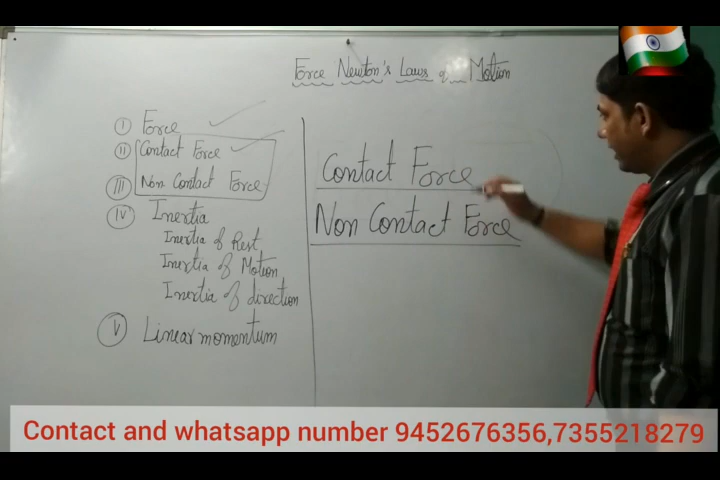 Force Newton's Laws of Motion
I Force
II Contact Force
III Non Contact Force
IV Inertia
Inertia of Rest
Inertia of Motion
Inertia of direction
V Linear momentum
Contact Force
Non Contact Force
Contact and whatsapp number 9452676356,7355218279